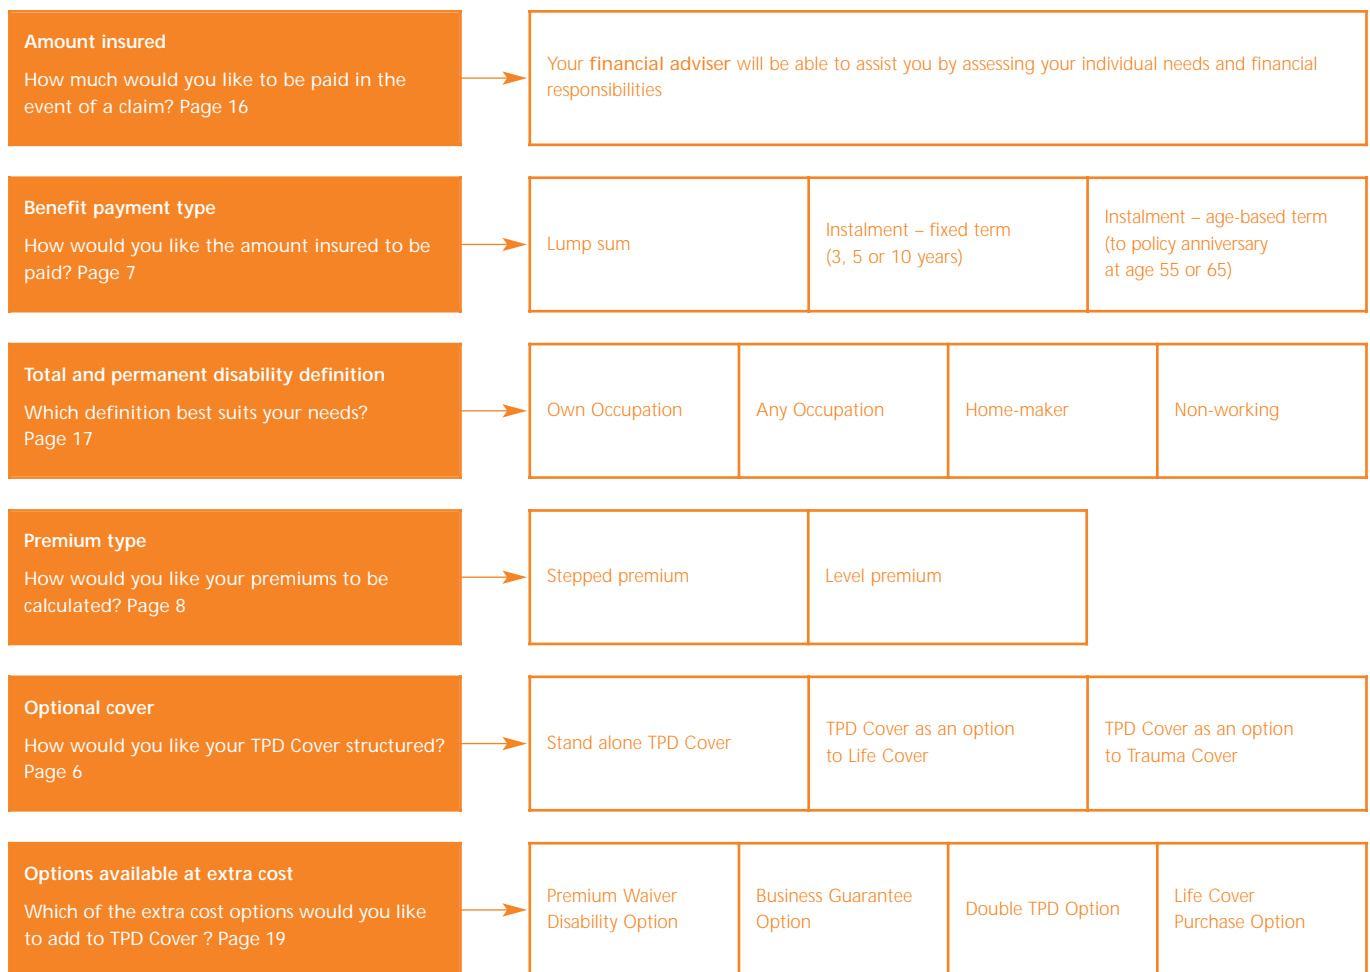 Amount insured
How much would you like to be paid in the
event of a claim? Page 16
Your financial adviser will be able to assist you by assessing your individual needs and financial
responsibilities
Benefit payment type
How would you like the amount insured to be
paid? Page 7
Lump sum
Instalment – fixed term
(3, 5 or 10 years)
Instalment – age-based term
(to policy anniversary
at age 55 or 65)
Total and permanent disability definition
Which definition best suits your needs?
Page 17
Own Occupation
Any Occupation
Home-maker
Non-working
Premium type
How would you like your premiums to be
calculated? Page 8
Stepped premium
Level premium
Optional cover
How would you like your TPD Cover structured?
Page 6
Stand alone TPD Cover
TPD Cover as an option
to Life Cover
TPD Cover as an option
to Trauma Cover
Options available at extra cost
Which of the extra cost options would you like
to add to TPD Cover ? Page 19
Premium Waiver
Disability Option
Business Guarantee
Option
Double TPD Option
Life Cover
Purchase Option